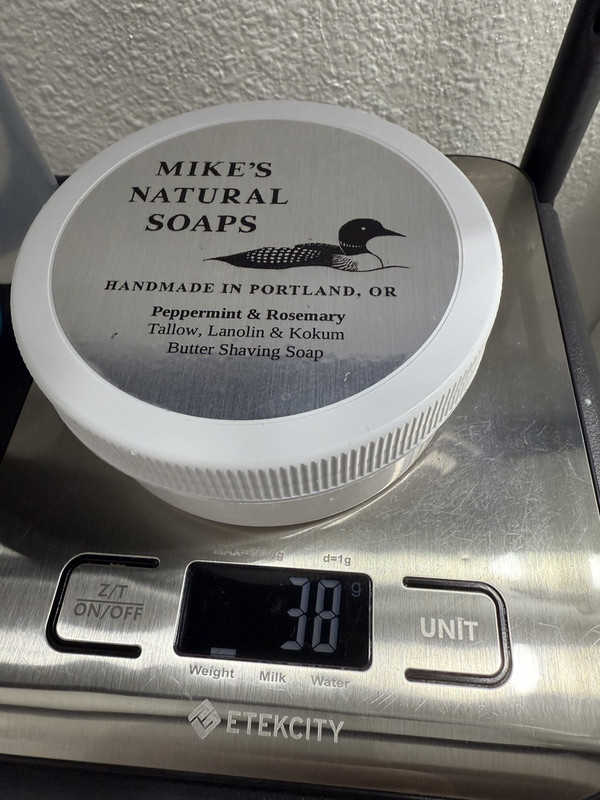 MIKE'S
NATURAL
SOAPS
HANDMADE IN PORTLAND, OR
Peppermint & Rosemary
Tallow, Lanolin & Kokum
Butter Shaving Soap
d=1g
Z/T
ON/OFF
38 g
UNIT
Weight Milk Water
ETEKCITY